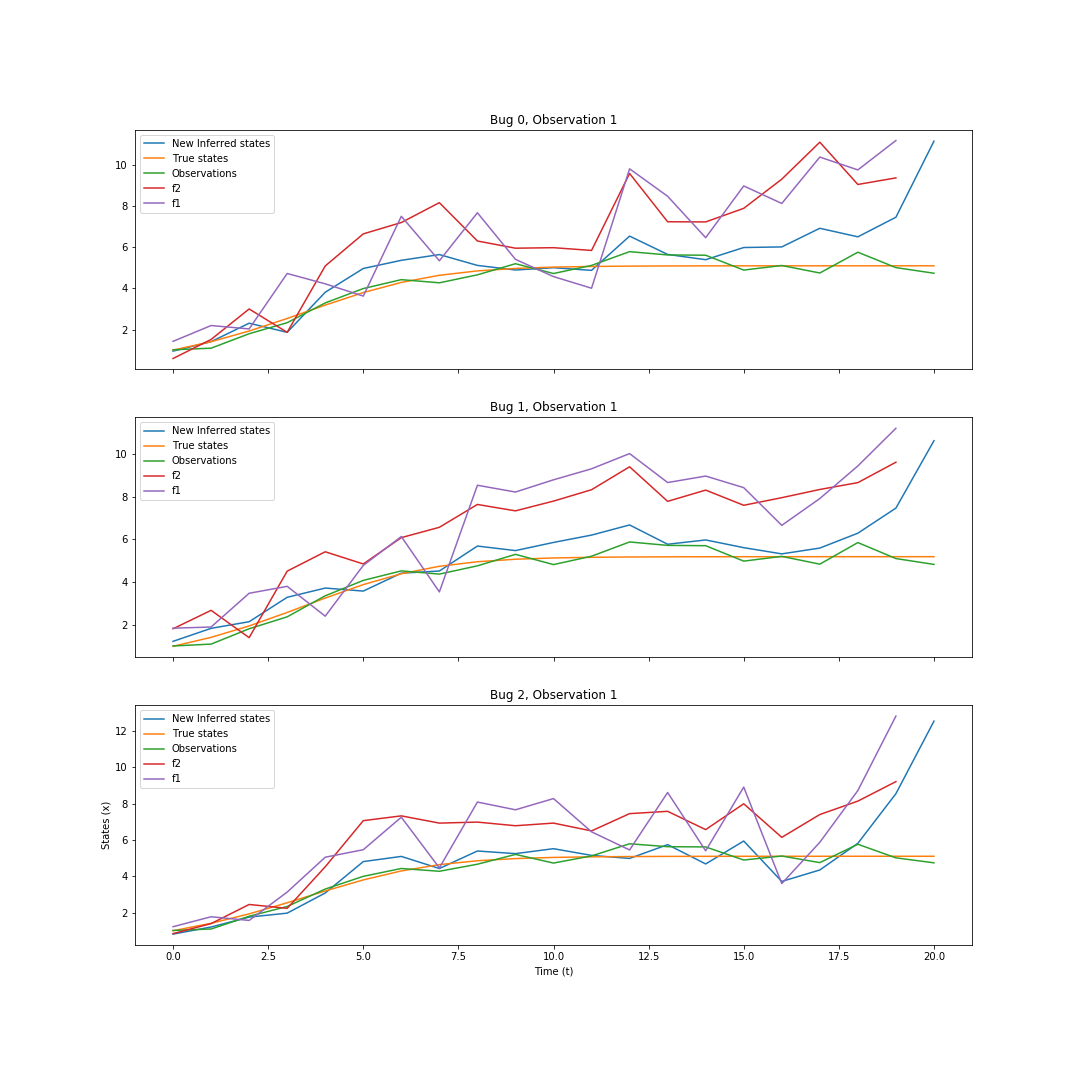 Bug 0, Observation 1
New Inferred states
True states
Observations
f2
f1
10
8
6
4
2
Bug 1, Observation 1
New Inferred states
True states
Observations
f2
f1
10
8
6
4
2
Bug 2, Observation 1
New Inferred states
True states
Observations
f2
f1
12
10
8
6
4
2
States (x)
0.0 2.5 5.0 7.5 10.0 12.5 15.0 17.5 20.0
Time (t)